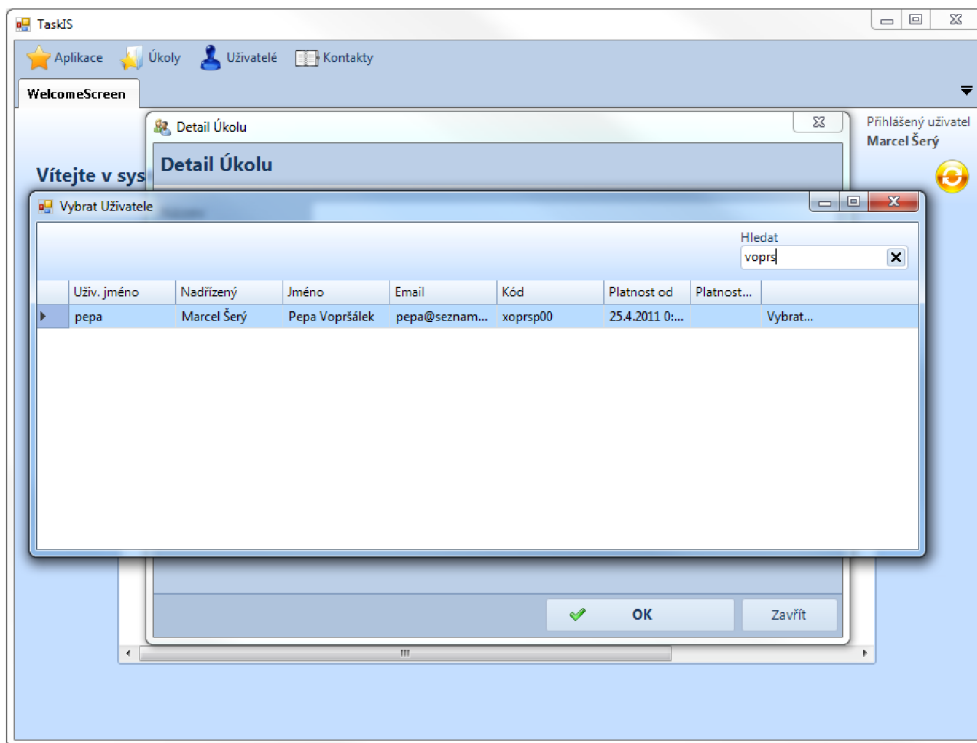 TaskIS
Aplikace Úkoly Uživatelé Kontakty
WelcomeScreen
Detail Úkolu
Přihlášený uživatel
Marcel Šerý
Detail Úkolu
Vítejte v sys
Vybrat Uživatele
Hledat
voprs
Uživ. jméno Nadřízený Jméno Email Kód Platnost od Platnost...
pepa Marcel Šerý Pepa Vopršálek pepa@seznam... xoprsp00 25.4.2011 0:... Vybrat...
OK Zavřít